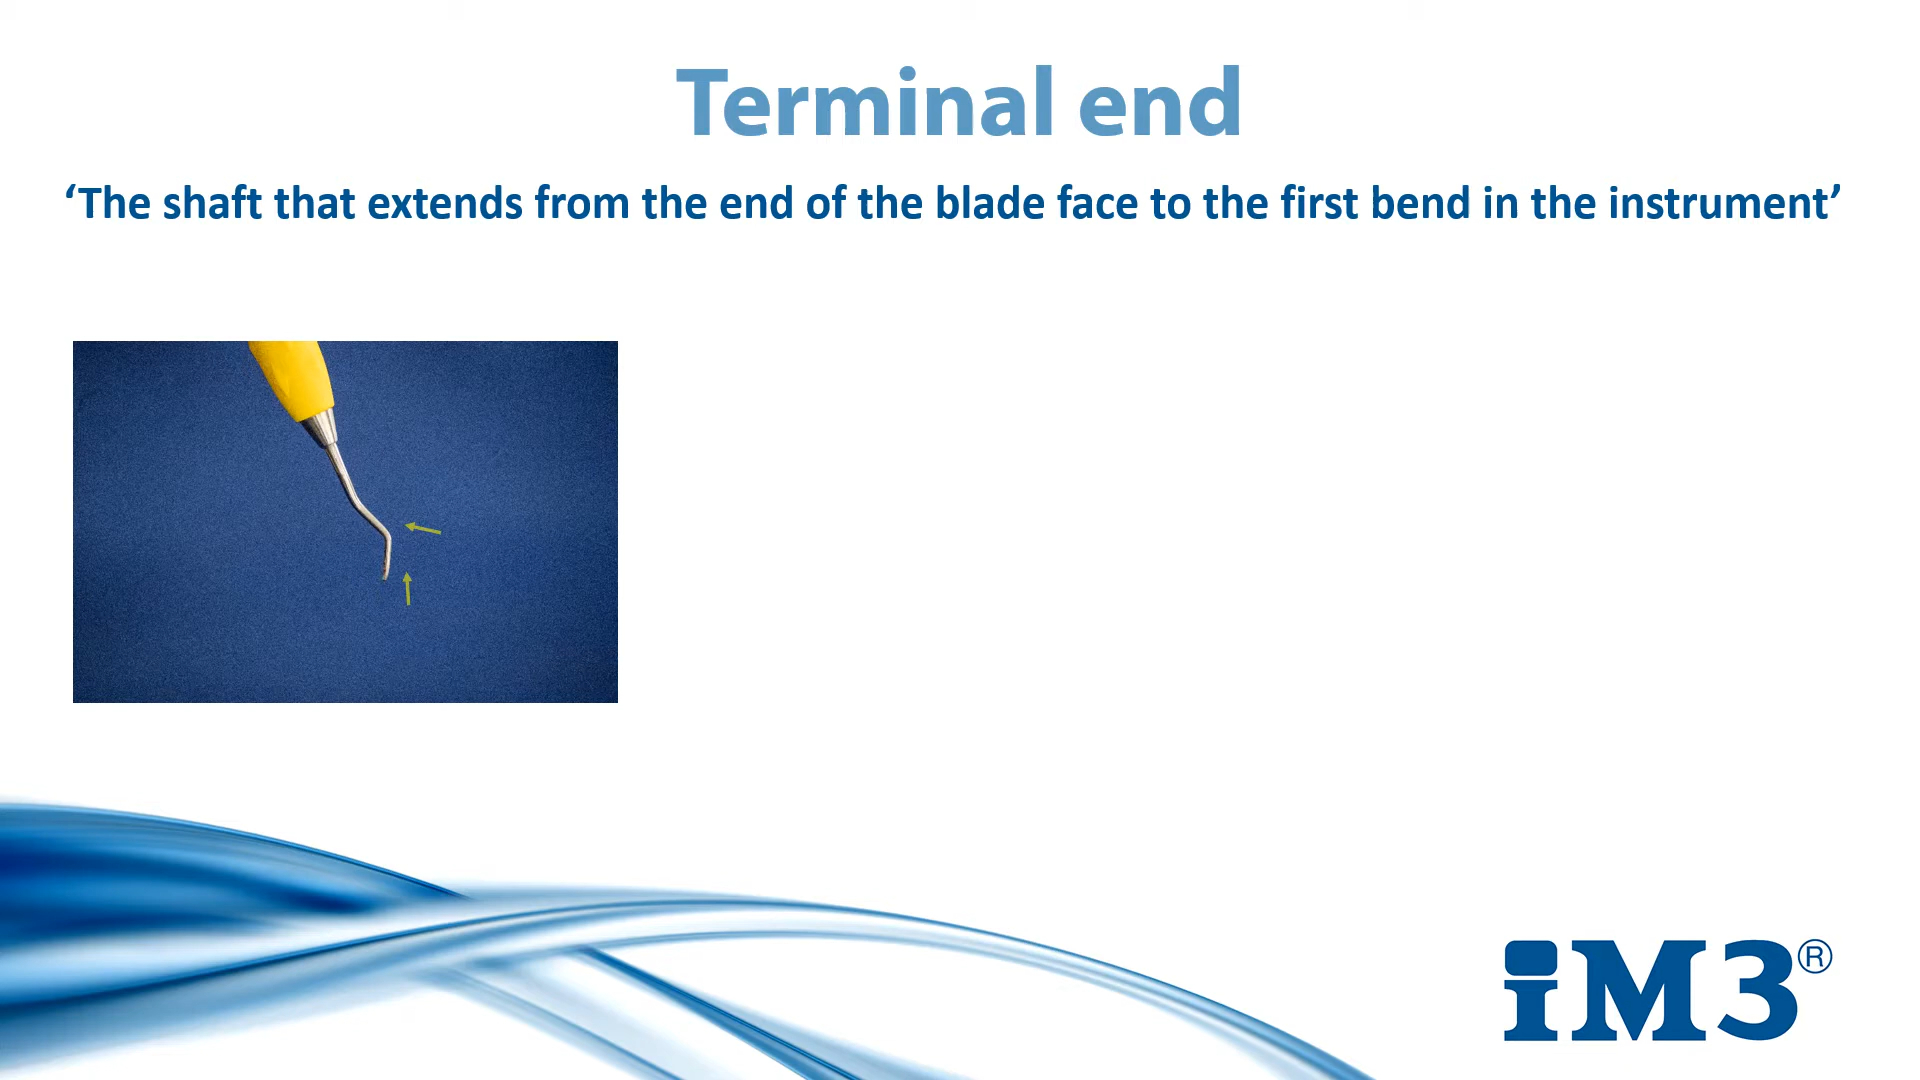 Terminal end
‘The shaft that extends from the end of the blade face to the first bend in the instrument’
iM3®